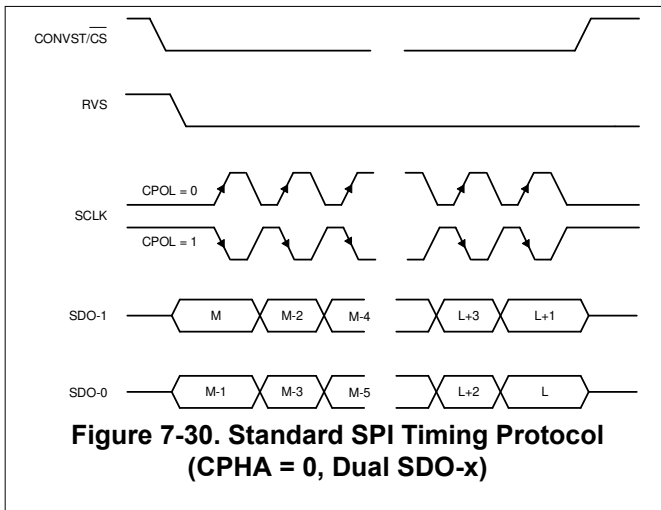 CONVST/CS
RVS
CPOL = 0
SCLK
CPOL = 1
SDO-1 M M-2 M-4 L+3 L+1
SDO-0 M-1 M-3 M-5 L+2 L
Figure 7-30. Standard SPI Timing Protocol
(CPHA = 0, Dual SDO-x)